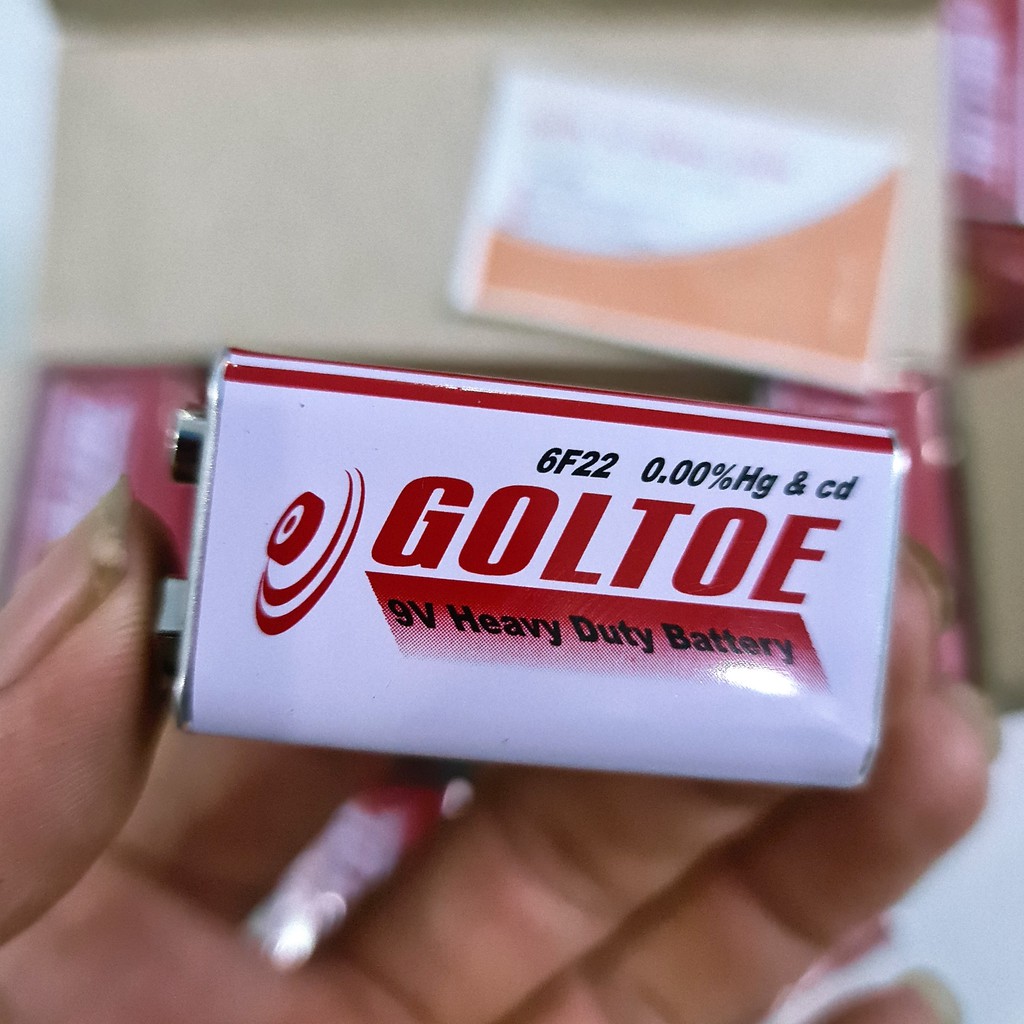 6F22 0.00%Hg & cd
GOLTOE
9V Heavy Duty Battery